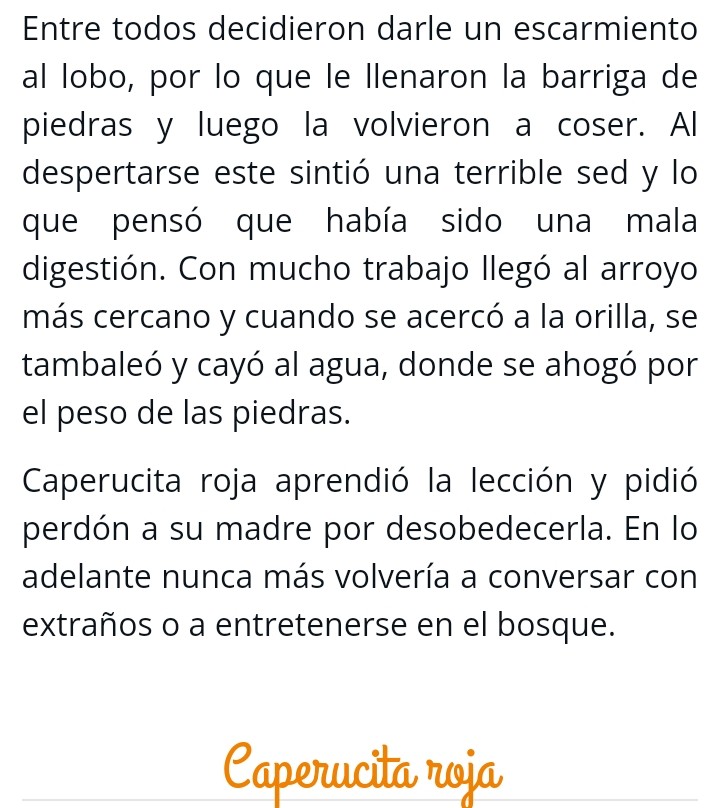 Entre todos decidieron darle un escarmiento
al lobo, por lo que le llenaron la barriga de
piedras y luego la volvieron a coser. Al
despertarse este sintió una terrible sed y lo
que pensó que había sido una mala
digestión. Con mucho trabajo llegó al arroyo
más cercano y cuando se acercó a la orilla, se
tambaleó y cayó al agua, donde se ahogó por
el peso de las piedras.
Caperucita roja aprendió la lección y pidió
perdón a su madre por desobedecerla. En lo
adelante nunca más volvería a conversar con
extraños o a entretenerse en el bosque.
Caperucita roja